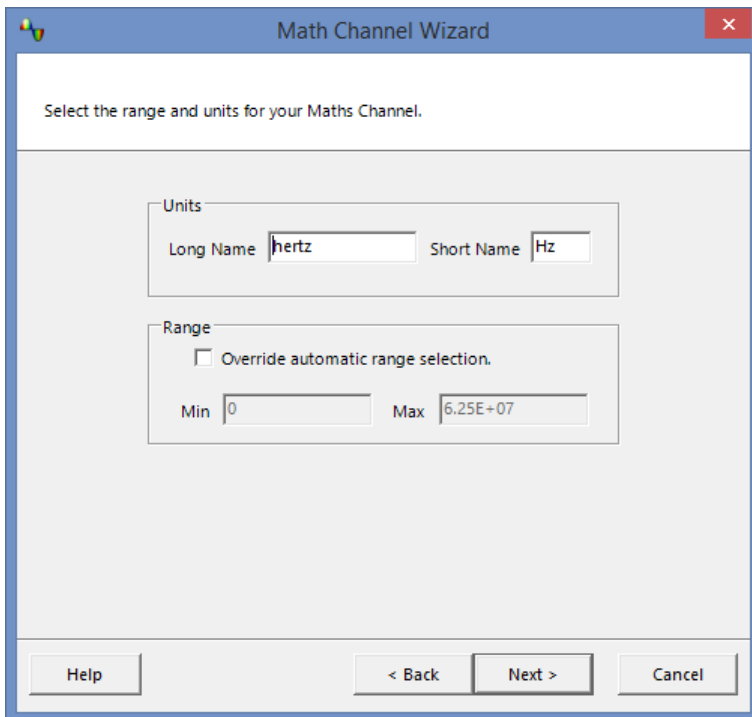 Math Channel Wizard
Select the range and units for your Maths Channel.
Units
Long Name hertz Short Name Hz
Range
Override automatic range selection.
Min 0 Max 6.25E+07
Help < Back Next > Cancel